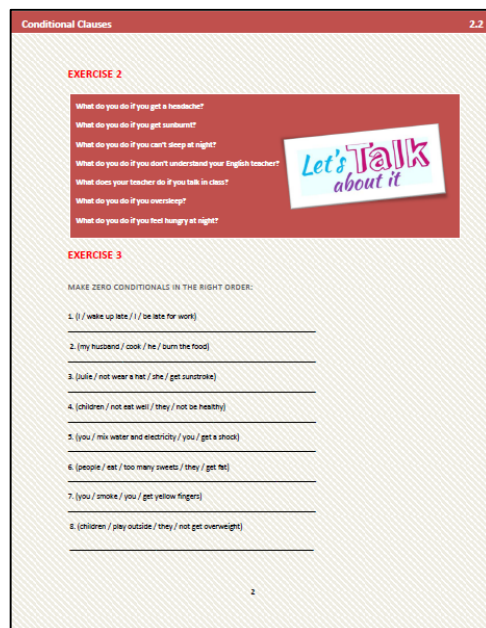 Conditional Clauses 2.2
EXERCISE 2
What do you do if you get a headache?
What do you do if you get sunburnt?
What do you do if you can't sleep at night?
What do you do if you don't understand your English teacher?
What does your teacher do if you talk in class?
What do you do if you oversleep?
What do you do if you feel hungry at night?
Let's Talk
about it
EXERCISE 3
MAKE ZERO CONDITIONALS IN THE RIGHT ORDER:
1. (I / wake up late / I / be late for work)
2. (my husband / cook / he / burn the food)
3. (Julie / not wear a hat / she / get sunstroke)
4. (children / not eat well / they / not be healthy)
5. (you / mix water and electricity / you / get a shock)
6. (people / eat / too many sweets / they / get fat)
7. (you / smoke / you / get yellow fingers)
8. (children / play outside / they / not get overweight)
2